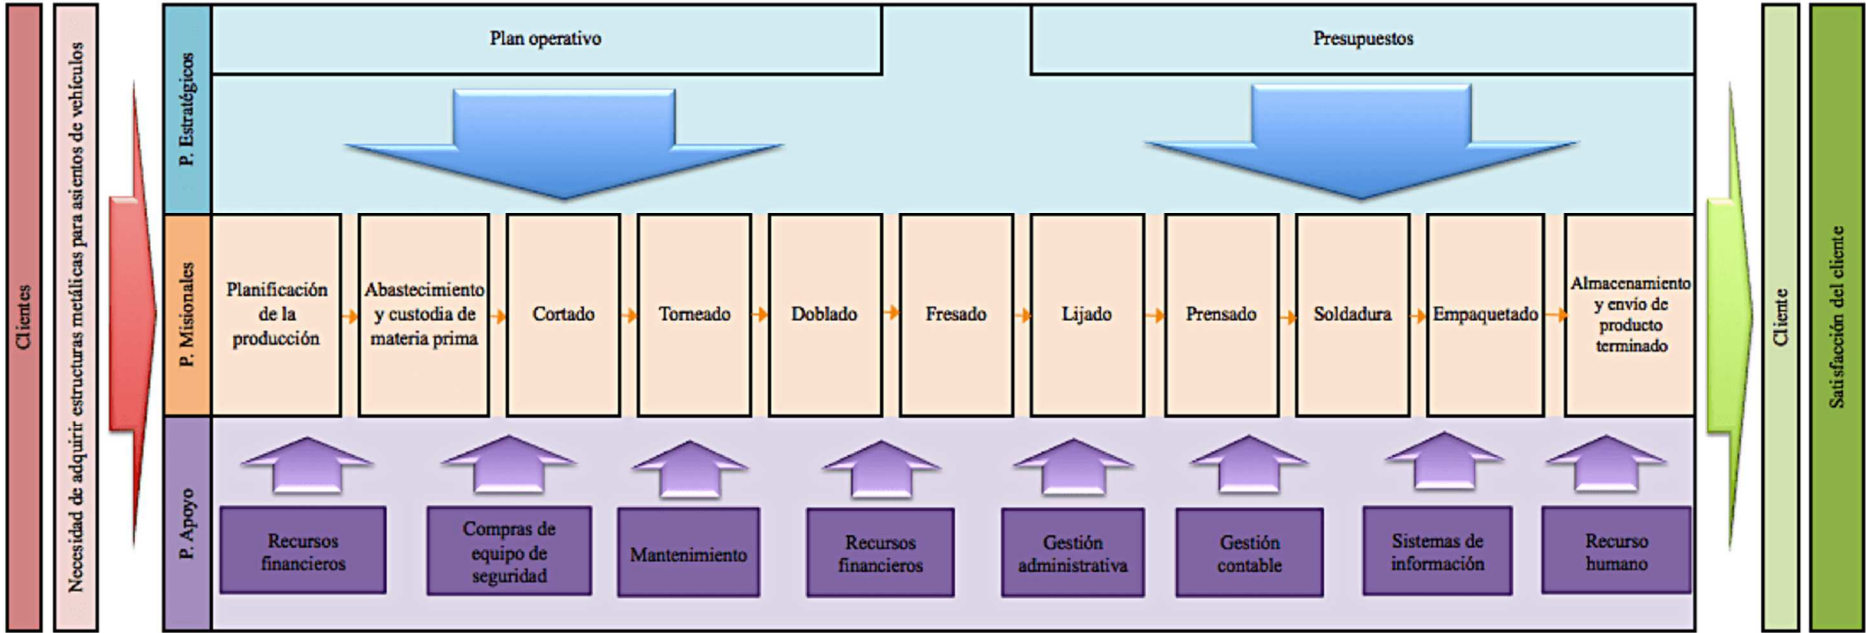 Clientes
Necesidad de adquirir estructuras metálicas para asientos de vehículos
P. Estratégicos
Plan operativo
Presupuestos
P. Misionales
Planificación
de la
producción
Abastecimiento
y custodia de
materia prima
Cortado
Torneado
Doblado
Fresado
Lijado
Prensado
Soldadura
Empaquetado
Almacenamiento
y envío de
producto
terminado
P. Apoyo
Recursos
financieros
Compras de
equipo de
seguridad
Mantenimiento
Recursos
financieros
Gestión
administrativa
Gestión
contable
Sistemas de
información
Recurso
humano
Cliente
Satisfacción del cliente